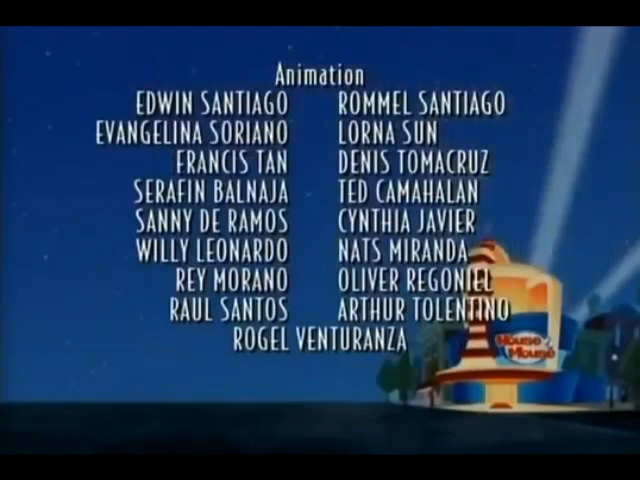 Animation
EDWIN SANTIAGO ROMMEL SANTIAGO
EVANGELINA SORIANO LORNA SUN
FRANCIS TAN DENIS TOMACRUZ
SERAFIN BALNAJA TED CAMAHALAN
SANNY DE RAMOS CYNTHIA JAVIER
WILLY LEONARDO NATS MIRANDA
REY MORANO OLIVER REGONIEL
RAUL SANTOS ARTHUR TOLENTINO
ROGEL VENTURANZA
House
Mouse